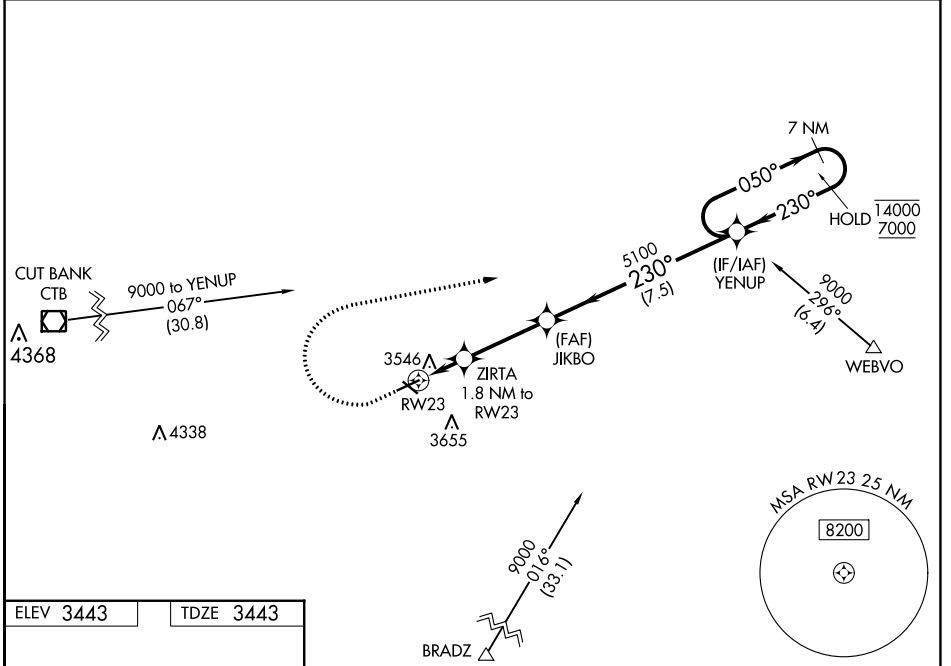 7 NM
050°
230°
HOLD
14000
7000
5100
230°
(7.5)
(IF/IAF)
YENUP
CUT BANK
CTB
9000 to YENUP
067°
(30.8)
9000
296°
(6.4)
WEBVO
4368
(FAF)
JIKBO
3546
ZIRTA
1.8 NM to
RW23
RW23
3655
4338
MSA RW23 25 NM
8200
9000
016°
(33.1)
BRADZ
ELEV 3443
TDZE 3443